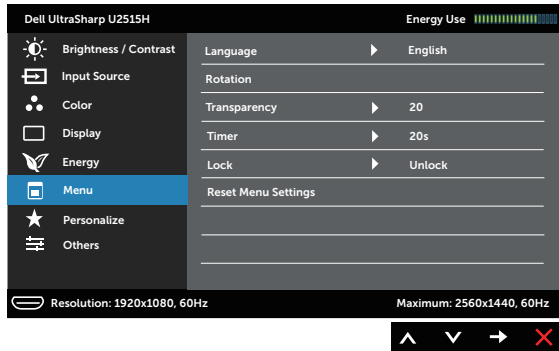 Dell UltraSharp U2515H Energy Use
Brightness / Contrast
Input Source
Color
Display
Energy
Menu
Personalize
Others
Language English
Rotation
Transparency 20
Timer 20s
Lock Unlock
Reset Menu Settings
Resolution: 1920x1080, 60Hz Maximum: 2560x1440, 60Hz